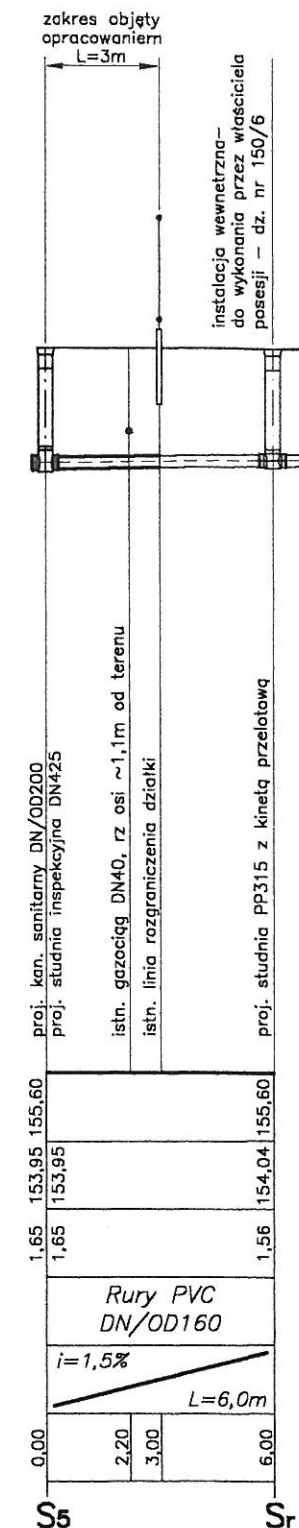 zakres objęty
opracowaniem
L=3m
instalacja wewnetrzna-
do wykonania przez właściciela
posesji - dz. nr 150/6
proj. kan. sanitarny DN/OD200
proj. studnia inspekcyjna DN425
istn. gazociąg DN40, rz osi ~1,1m od terenu
istn. linia rozgraniczenia działki
proj. studnia PP315 z kinetą przelotową
155,60
155,60
153,95
153,95
154,04
1,65
1,65
1,56
Rury PVC
DN/OD160
i=1,5%
L=6,0m
0,00
2,20
3,00
6,00
S5
Sr